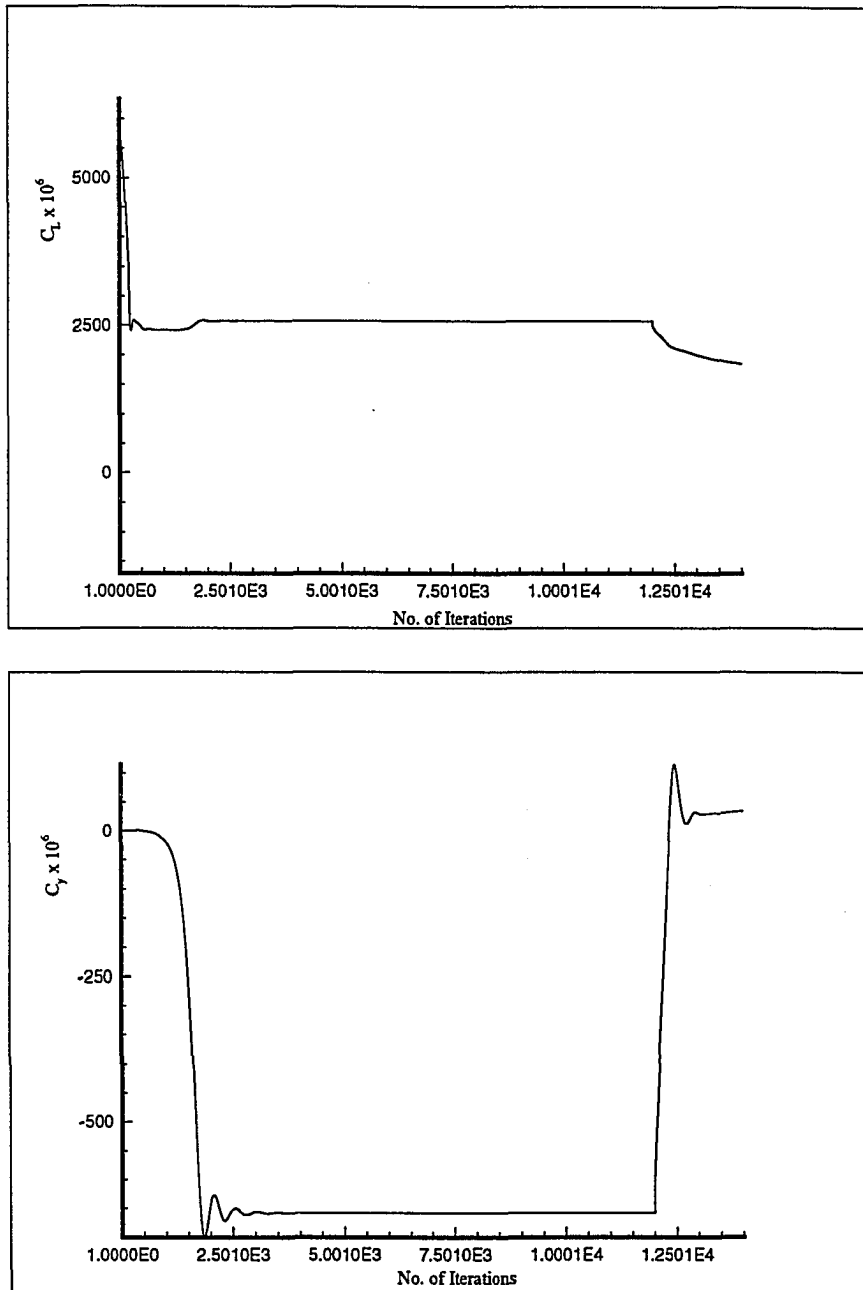 C_L x 10^6
5000
2500
0
1.0000E0 2.5010E3 5.0010E3 7.5010E3 1.0001E4 1.2501E4
No. of Iterations
C_y x 10^6
0
-250
-500
1.0000E0 2.5010E3 5.0010E3 7.5010E3 1.0001E4 1.2501E4
No. of Iterations